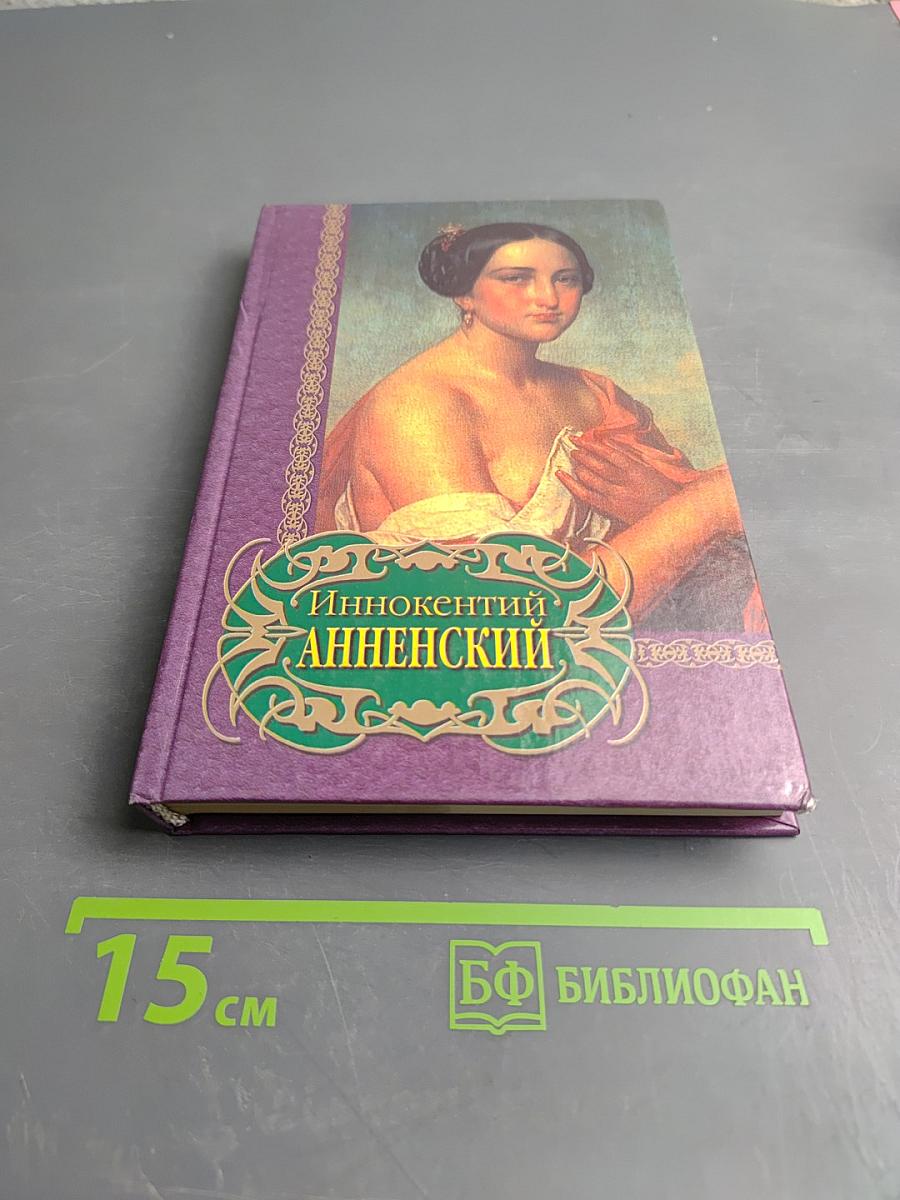 Иннокентий
АННЕНСКИЙ
15 см
БФ БИБЛИОФАН